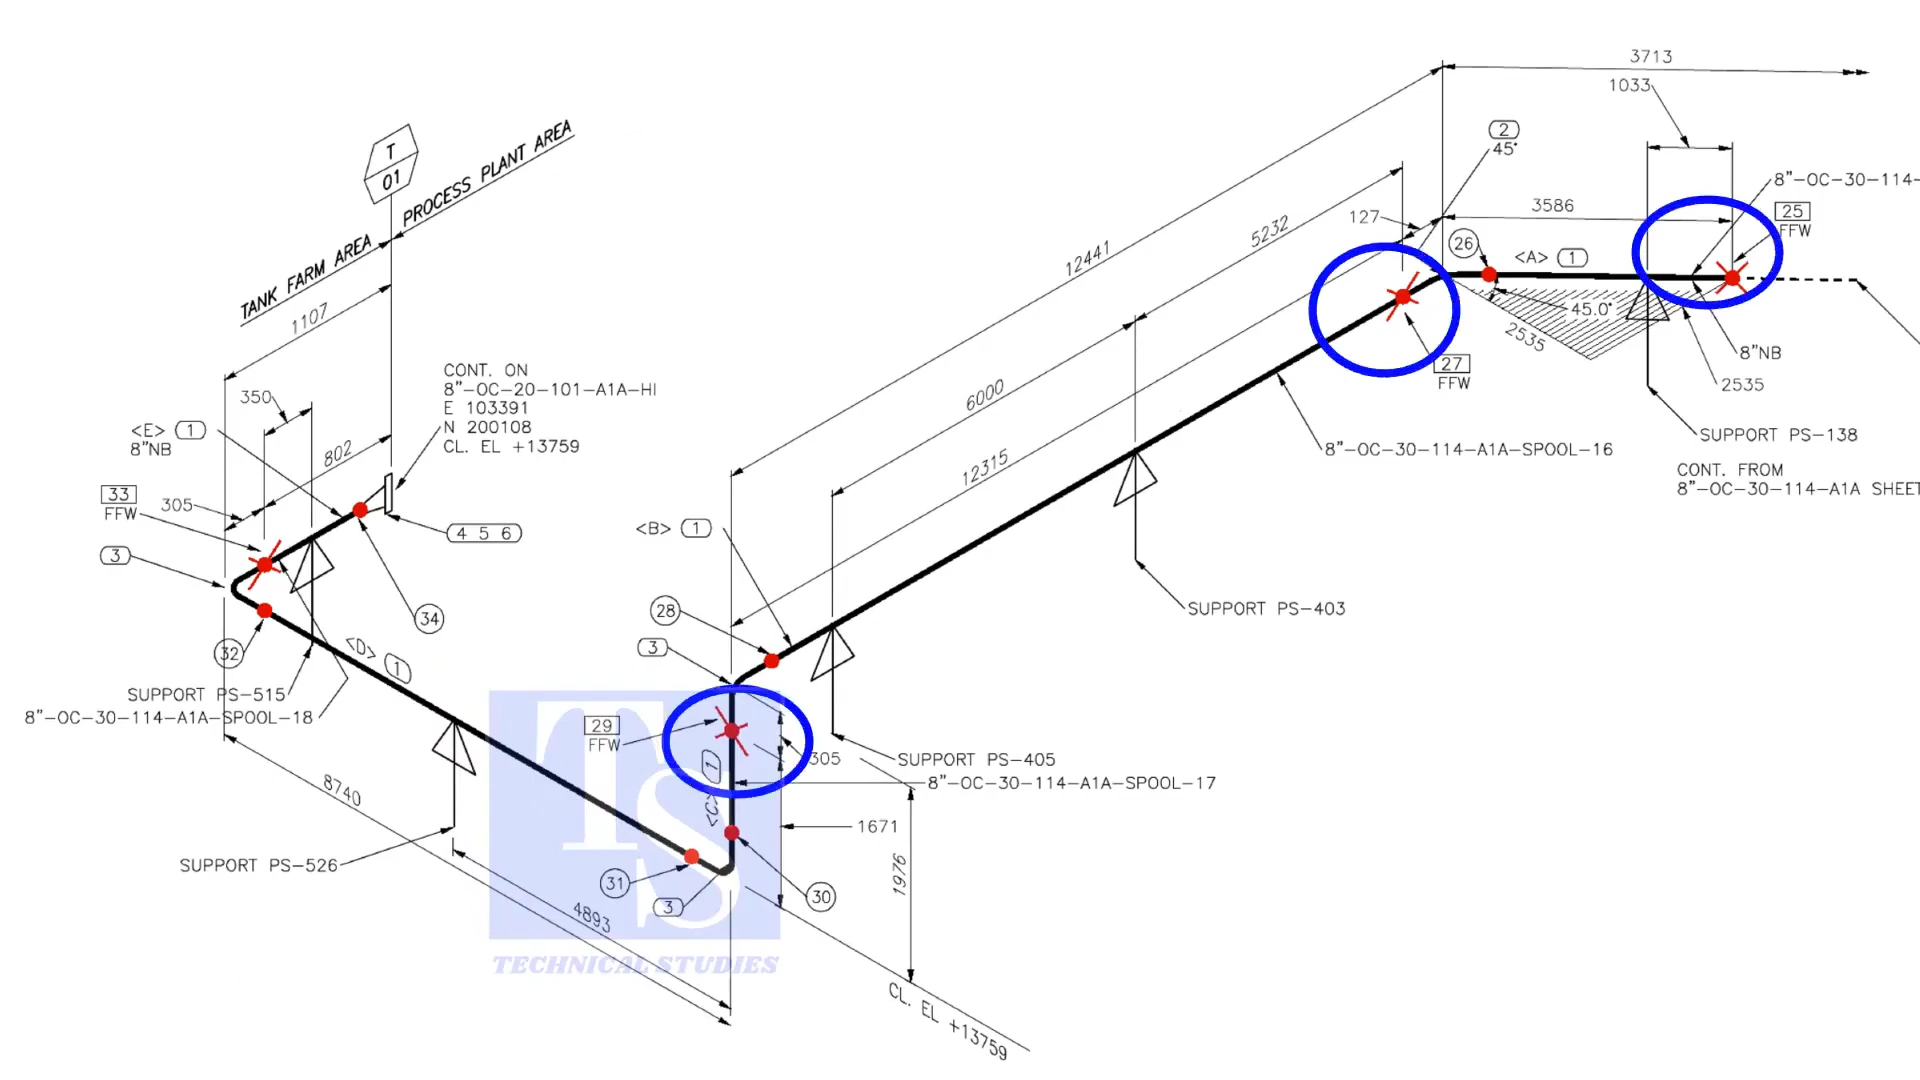 T
01
TANK FARM AREA
PROCESS PLANT AREA
1107
350
802
305
<E> 1
8"NB
33
FFW
3
CONT. ON
8"-OC-20-101-A1A-HI
E 103391
N 200108
CL. EL +13759
4 5 6
34
32
<D> 1
SUPPORT PS-515
8"-OC-30-114-A1A-SPOOL-18
8740
SUPPORT PS-526
4893
31
3
30
29
FFW
<C> 1
305
1671
1976
CL. EL +13759
SUPPORT PS-405
8"-OC-30-114-A1A-SPOOL-17
28
3
<B> 1
12441
5232
6000
12315
127
SUPPORT PS-403
8"-OC-30-114-A1A-SPOOL-16
27
FFW
3713
1033
2
45°
3586
26
<A> 1
45.0°
2535
8"-OC-30-114-
25
FFW
8"NB
2535
SUPPORT PS-138
CONT. FROM
8"-OC-30-114-A1A SHEET
TS
TECHNICAL STUDIES